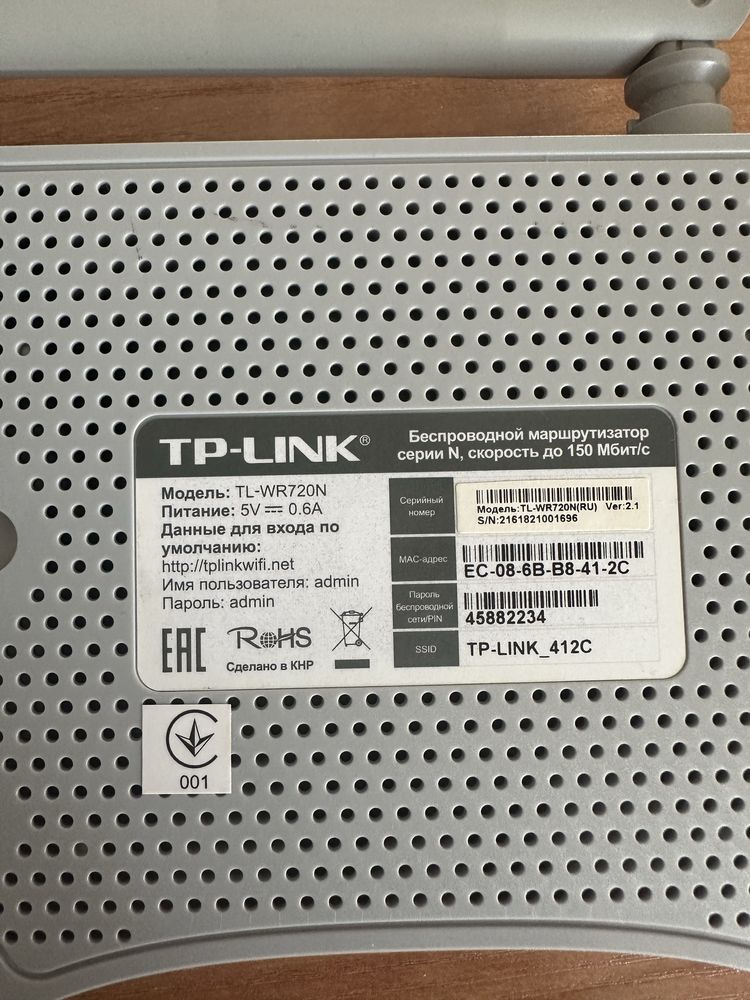 TP-LINK®
Беспроводной маршрутизатор
серии N, скорость до 150 Мбит/с
Модель: TL-WR720N
Питание: 5V⎓0.6A
Данные для входа по
умолчанию:
http://tplinkwifi.net
Имя пользователя: admin
Пароль: admin
EAC
RoHS
Сделано в КНР
Серийный
номер
Модель:TL-WR720N(RU) Ver:2.1
S/N:2161821001696
MAC-адрес
EC-08-6B-B8-41-2C
Пароль
беспроводной
сети/PIN
45882234
SSID
TP-LINK_412C
001